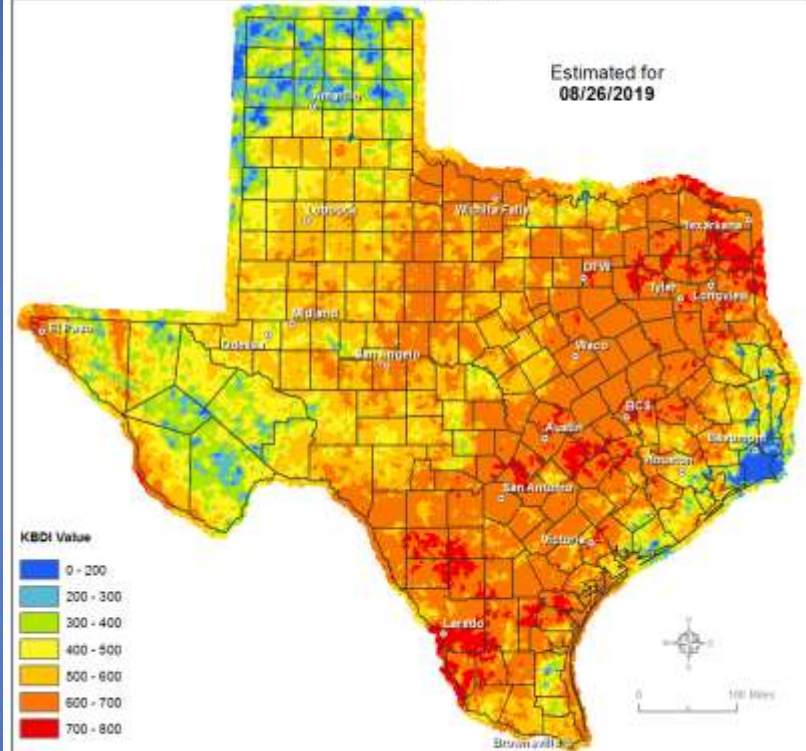 Estimated for
08/26/2019
Amarillo
Lubbock
Wichita Falls
Texarkana
DFW
Tyler
Longview
El Paso
Midland
Odessa
San Angelo
Waco
BCS
Austin
Beaumont
Houston
San Antonio
Victoria
KBDI Value
0 - 200
200 - 300
300 - 400
400 - 500
500 - 600
600 - 700
700 - 800
Laredo
0 100 Miles
Brownsville